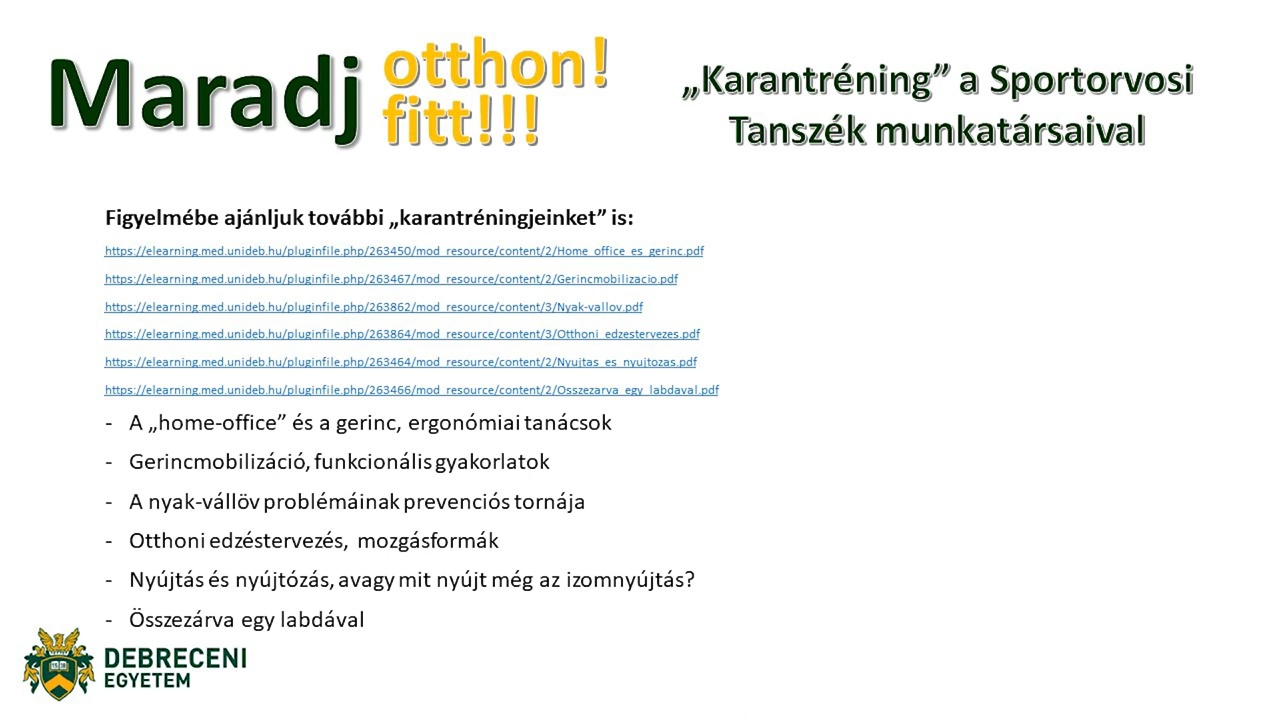 Maradj otthon!
fitt!!!
„Karantréning” a Sportorvosi
Tanszék munkatársaival
Figyelmébe ajánljuk további „karantréningjeinket” is:
https://elearning.med.unideb.hu/pluginfile.php/263450/mod_resource/content/2/Home_office_es_gerinc.pdf
https://elearning.med.unideb.hu/pluginfile.php/263467/mod_resource/content/2/Gerincmobilizacio.pdf
https://elearning.med.unideb.hu/pluginfile.php/263862/mod_resource/content/3/Nyak-vallov.pdf
https://elearning.med.unideb.hu/pluginfile.php/263864/mod_resource/content/3/Otthoni_edzestervezes.pdf
https://elearning.med.unideb.hu/pluginfile.php/263464/mod_resource/content/2/Nyujtas_es_nyujtozas.pdf
https://elearning.med.unideb.hu/pluginfile.php/263466/mod_resource/content/2/Osszezarva_egy_labdaval.pdf
- A „home-office” és a gerinc, ergonómiai tanácsok
- Gerincmobilizáció, funkcionális gyakorlatok
- A nyak-vállöv problémáinak prevenciós tornája
- Otthoni edzéstervezés, mozgásformák
- Nyújtás és nyújtózás, avagy mit nyújt még az izomnyújtás?
- Összezárva egy labdával
DEBRECENI
EGYETEM